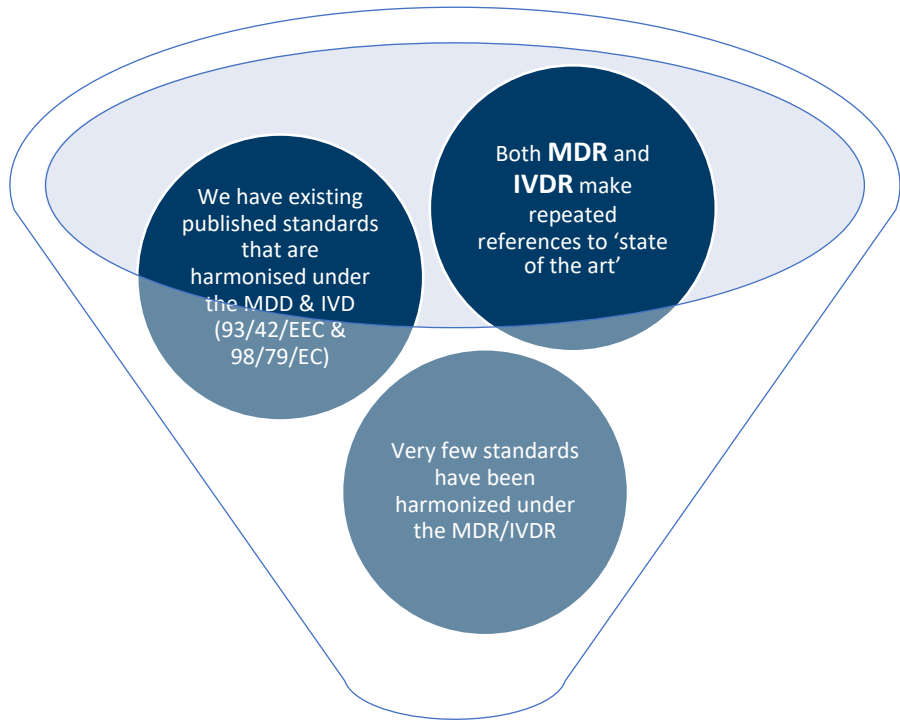 We have existing
published standards
that are
harmonised under
the MDD & IVD
(93/42/EEC &
98/79/EC)
Both MDR and
IVDR make
repeated
references to ‘state
of the art’
Very few standards
have been
harmonized under
the MDR/IVDR